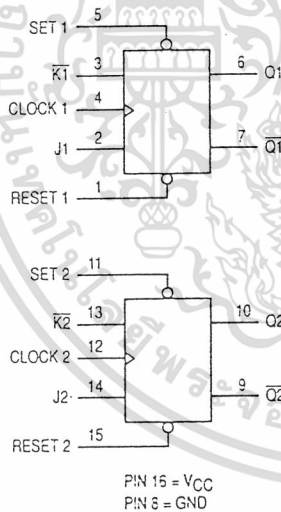 SET 1 5
K1 3 6 Q1
CLOCK 1 4
J1 2 7 Q1
RESET 1 1
SET 2 11
K2 13 10 Q2
CLOCK 2 12
J2 14 9 Q2
RESET 2 15
PIN 16 = VCC
PIN 8 = GND